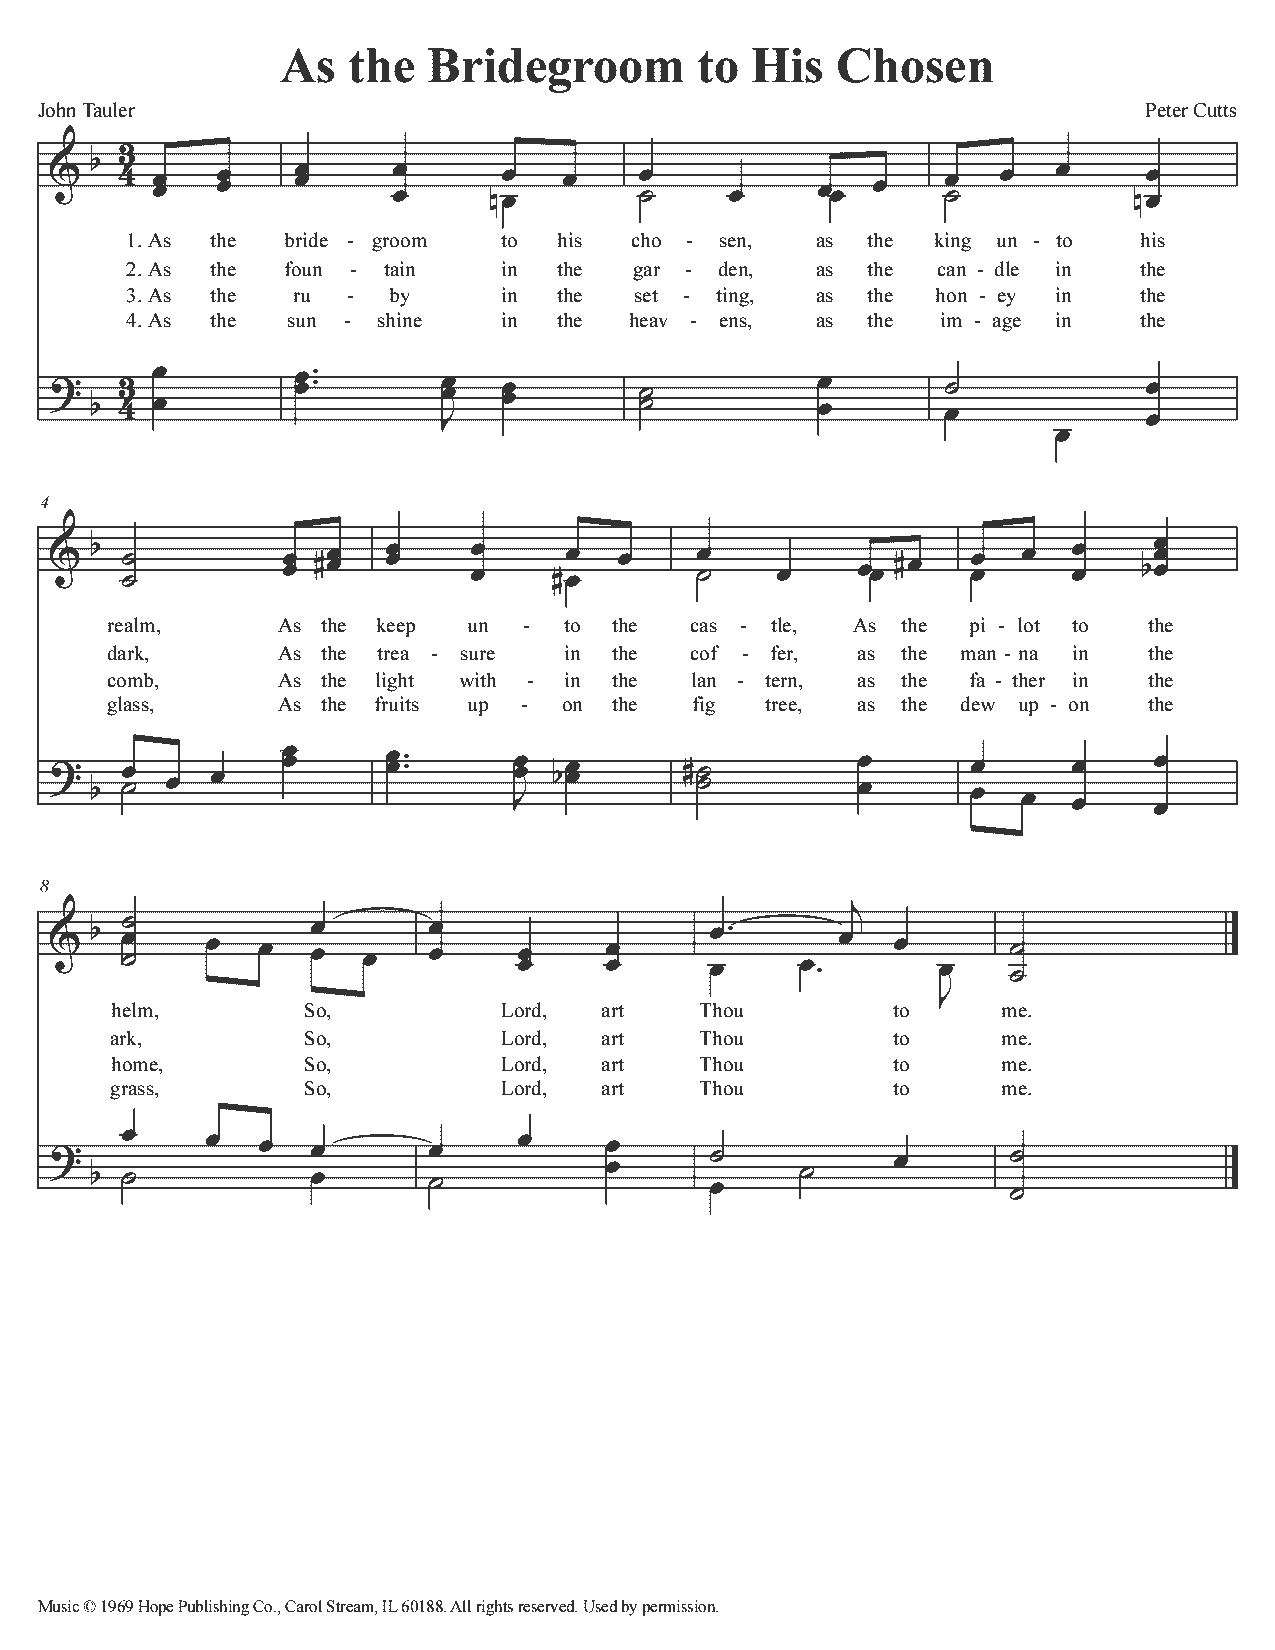 As the Bridegroom to His Chosen
John Tauler Peter Cutts
3
4
1. As the bride - groom to his cho - sen, as the king un - to his
2. As the foun - tain in the gar - den, as the can - dle in the
3. As the ru - by in the set - ting, as the hon - ey in the
4. As the sun - shine in the heav - ens, as the im - age in the
3
4
4
realm, As the keep un - to the cas - tle, As the pi - lot to the
dark, As the trea - sure in the cof - fer, as the man - na in the
comb, As the light with - in the lan - tern, as the fa - ther in the
glass, As the fruits up - on the fig tree, as the dew up - on the
8
helm, So, Lord, art Thou to me.
ark, So, Lord, art Thou to me.
home, So, Lord, art Thou to me.
grass, So, Lord, art Thou to me.
Music © 1969 Hope Publishing Co., Carol Stream, IL 60188. All rights reserved. Used by permission.